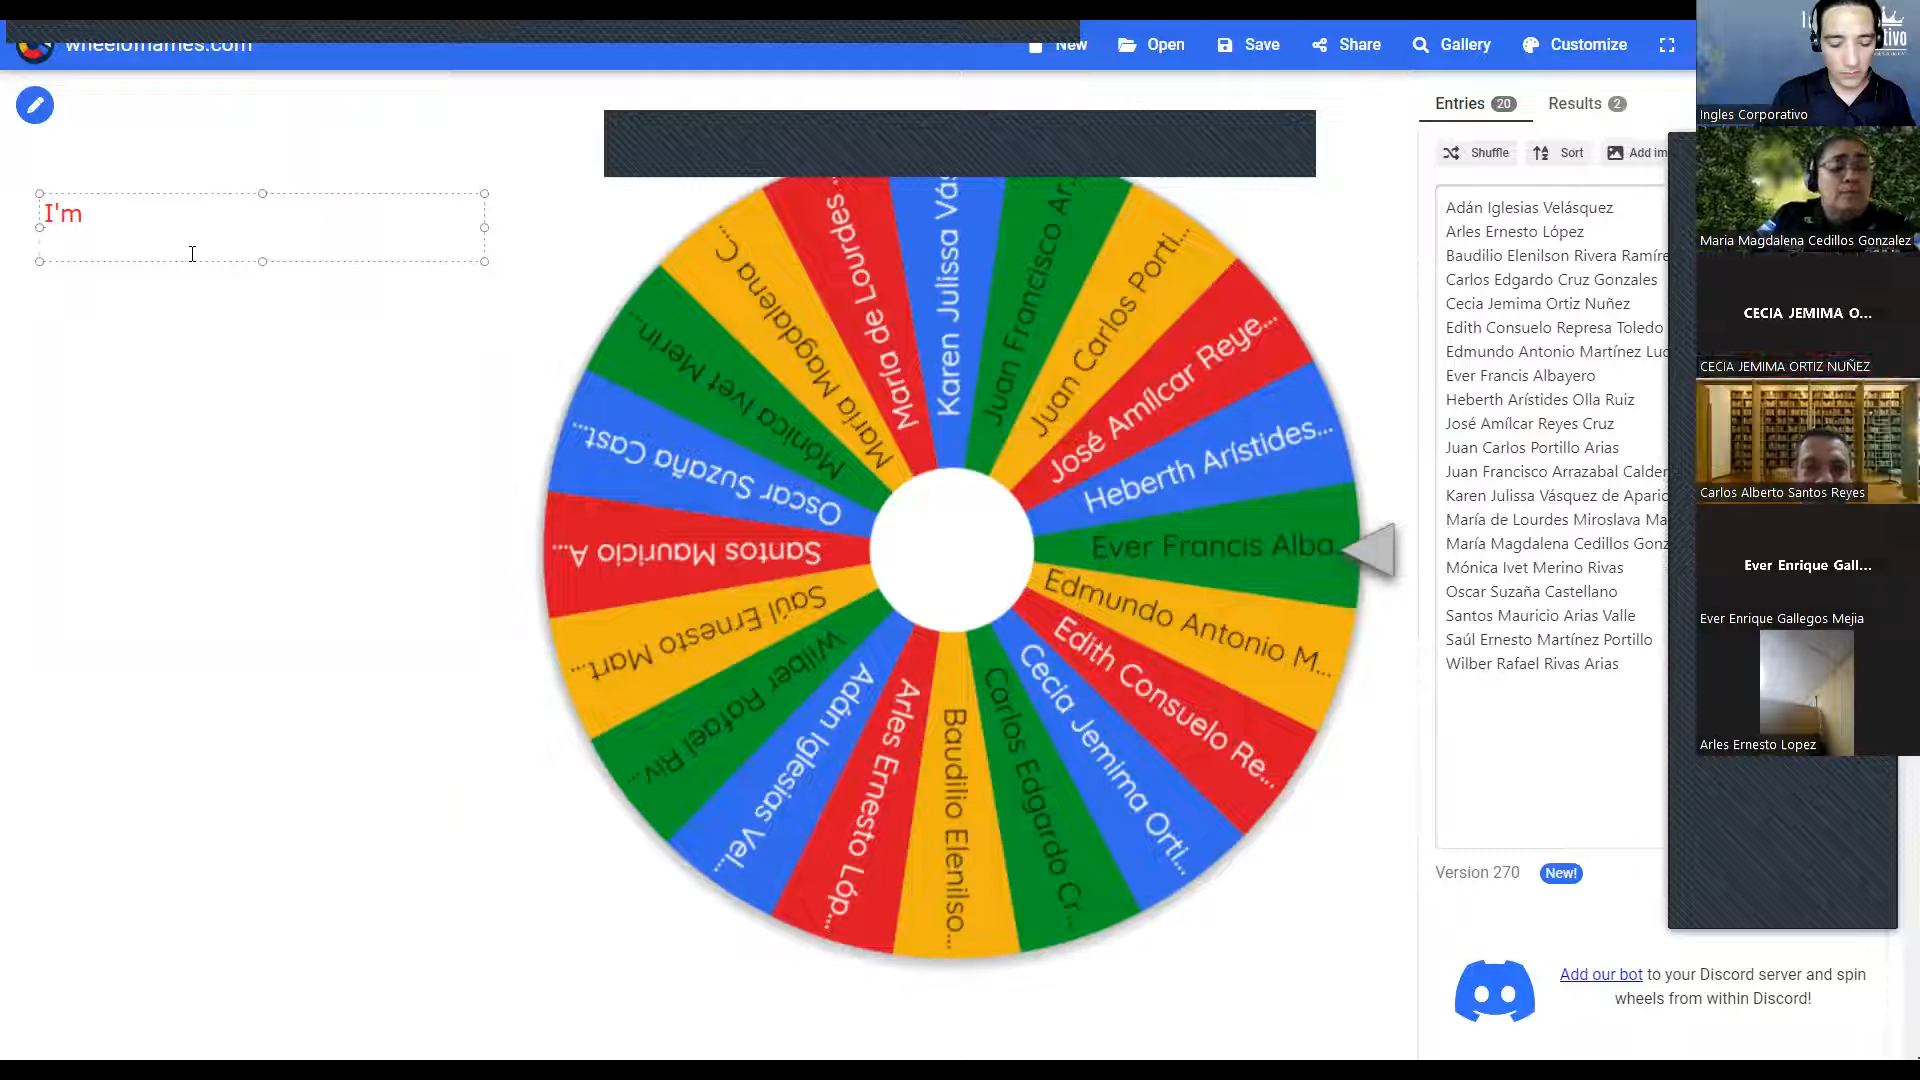 wheelofnames.com
New
Open
Save
Share
Gallery
Customize
I'm
Entries 20
Results 2
Shuffle
Sort
Add im
Adán Iglesias Velásquez
Arles Ernesto López
Baudilio Elenilson Rivera Ramíre
Carlos Edgardo Cruz Gonzales
Cecia Jemima Ortiz Nuñez
Edith Consuelo Represa Toledo
Edmundo Antonio Martínez Luc
Ever Francis Albayero
Heberth Arístides Olla Ruiz
José Amílcar Reyes Cruz
Juan Carlos Portillo Arias
Juan Francisco Arrazabal Calder
Karen Julissa Vásquez de Aparic
María de Lourdes Miroslava Ma
María Magdalena Cedillos Gonz
Mónica Ivet Merino Rivas
Oscar Suzaña Castellano
Santos Mauricio Arias Valle
Saúl Ernesto Martínez Portillo
Wilber Rafael Rivas Arias
Version 270
New!
Add our bot to your Discord server and spin
wheels from within Discord!
Karen Julissa Vás
Juan Francisco Ar...
Juan Carlos Porti...
José Amílcar Reye...
Heberth Arístides...
Ever Francis Alba...
Edmundo Antonio M...
Edith Consuelo Re...
Cecia Jemima Orti...
Carlos Edgardo Cr...
Baudilio Elenilso...
Arles Ernesto Lóp...
Adán Iglesias Vel...
Wilber Rafael Riv...
Saúl Ernesto Mart...
Santos Mauricio A...
Oscar Suzaña Cast...
Mónica Ivet Merin...
María Magdalena C...
María de Lourdes ...
Ingles Corporativo
Maria Magdalena Cedillos Gonzalez
CECIA JEMIMA O...
CECIA JEMIMA ORTIZ NUÑEZ
Carlos Alberto Santos Reyes
Ever Enrique Gall...
Ever Enrique Gallegos Mejia
Arles Ernesto Lopez